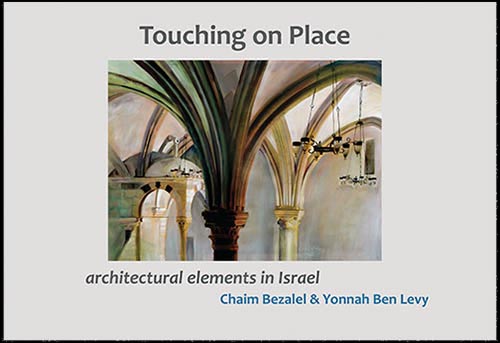 Touching on Place
architectural elements in Israel
Chaim Bezalel & Yonnah Ben Levy